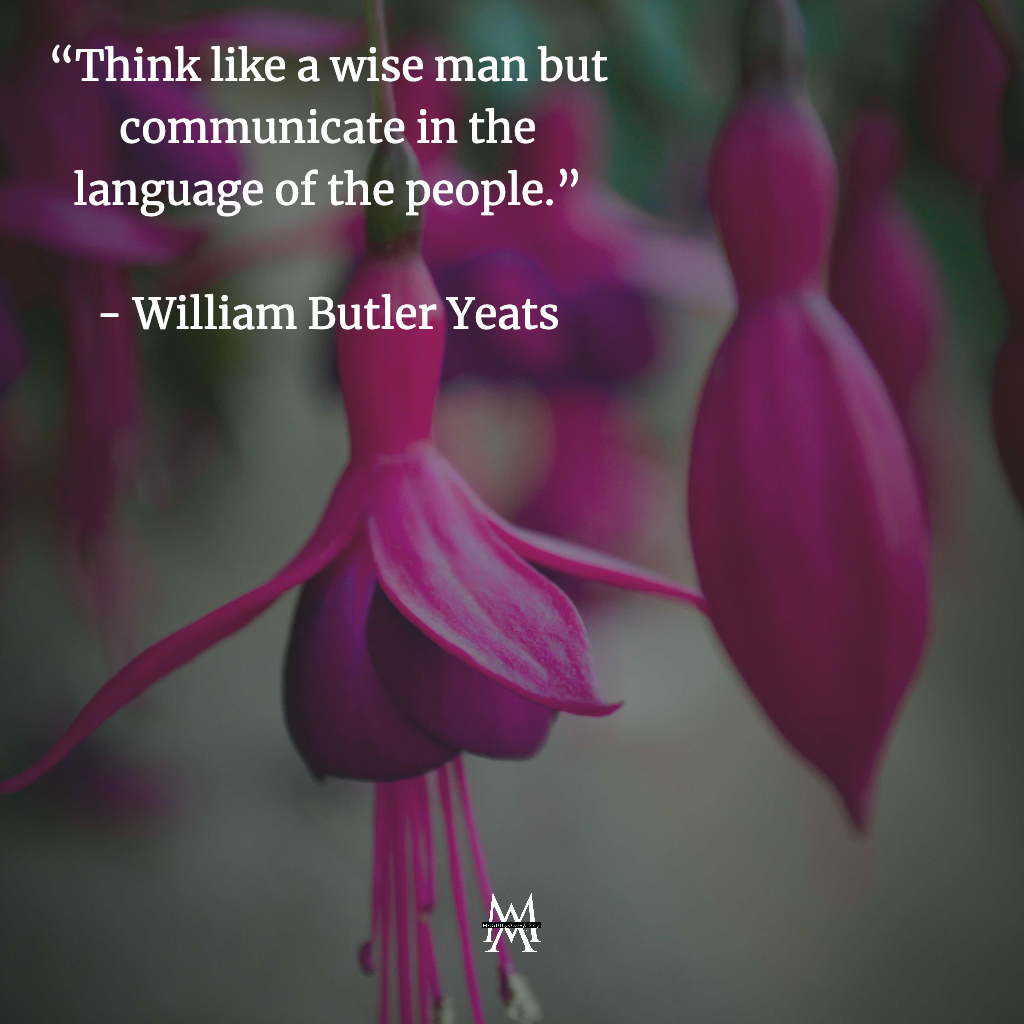 “Think like a wise man but
communicate in the
language of the people.”
- William Butler Yeats